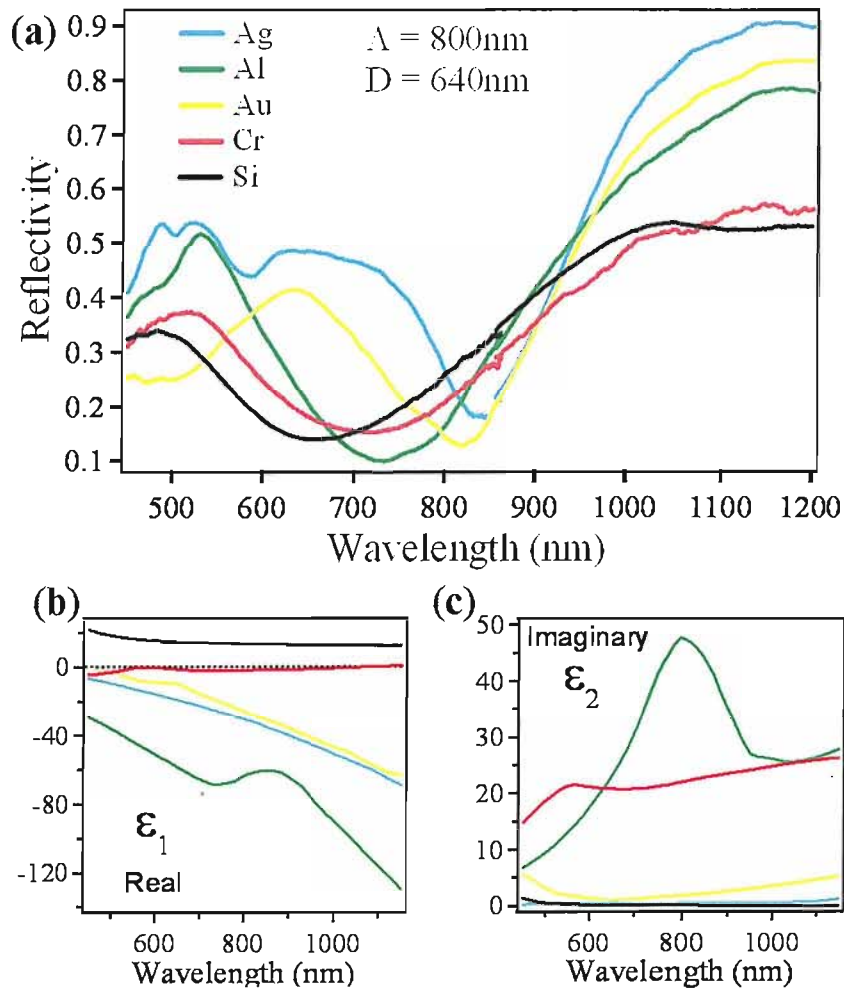 (a)
Ag
Al
Au
Cr
Si
Λ = 800nm
D = 640nm
0.9
0.8
0.7
0.6
0.5
0.4
0.3
0.2
0.1
Reflectivity
500 600 700 800 900 1000 1100 1200
Wavelength (nm)
(b)
0
-40
-80
-120
ε1
Real
600 800 1000
Wavelength (nm)
(c)
50
40
30
20
10
0
Imaginary
ε2
600 800 1000
Wavelength (nm)